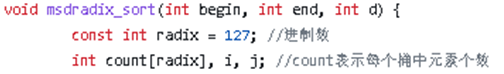 void msdradix_sort(int begin, int end, int d) {
const int radix = 127; //进制数
int count[radix], i, j; //count表示每个桶中元素个数